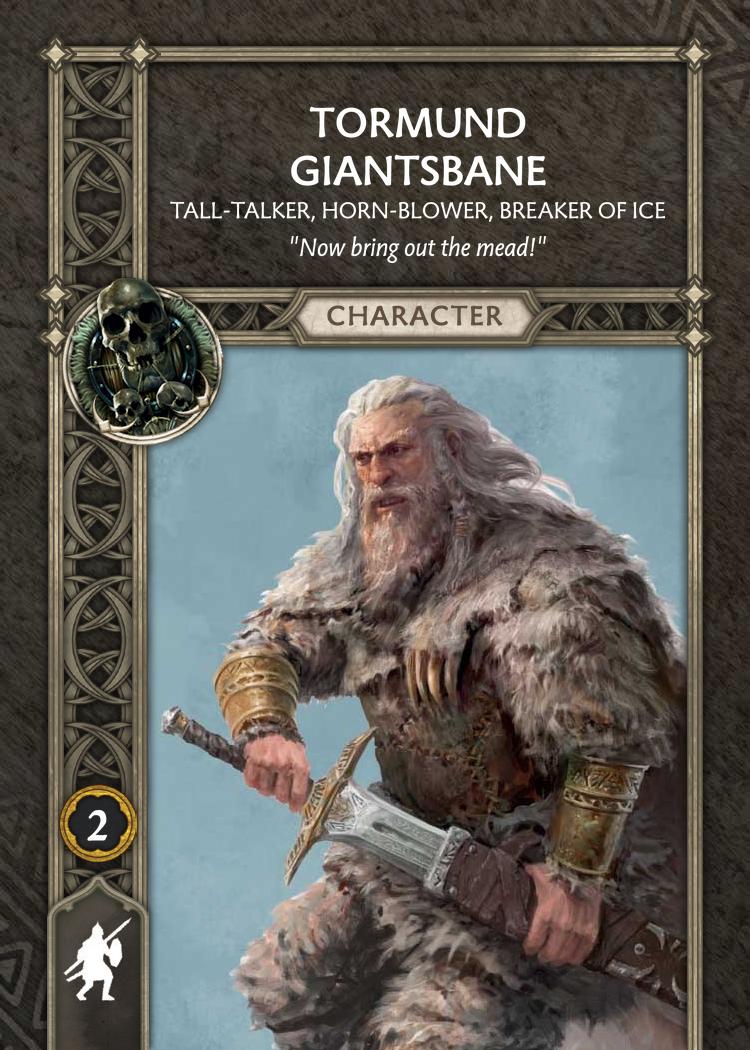 TORMUND
GIANTSBANE
TALL-TALKER, HORN-BLOWER, BREAKER OF ICE
"Now bring out the mead!"
CHARACTER
2